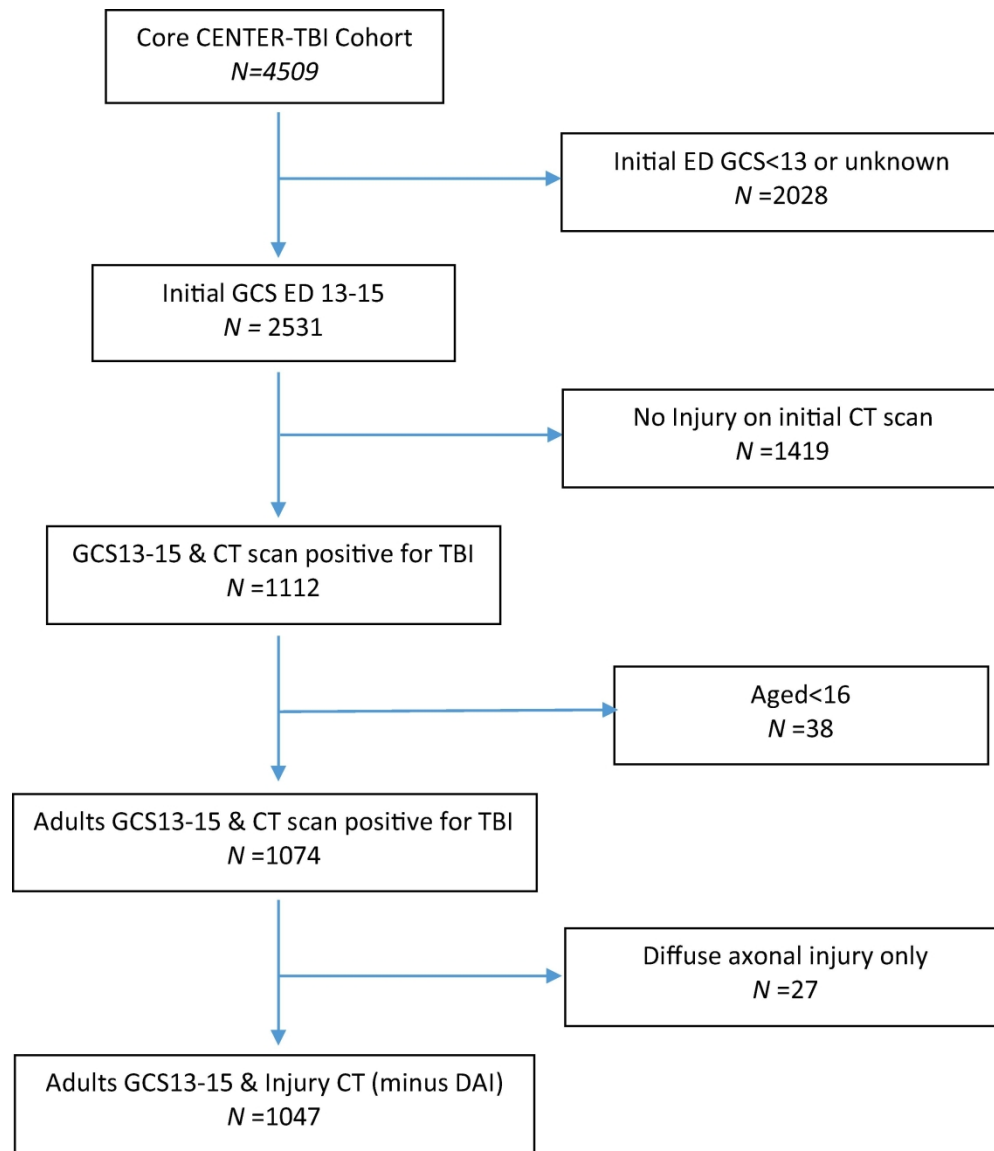 Core CENTER-TBI Cohort
N=4509
Initial ED GCS<13 or unknown
N =2028
Initial GCS ED 13-15
N = 2531
No Injury on initial CT scan
N =1419
GCS13-15 & CT scan positive for TBI
N =1112
Aged<16
N =38
Adults GCS13-15 & CT scan positive for TBI
N =1074
Diffuse axonal injury only
N =27
Adults GCS13-15 & Injury CT (minus DAI)
N =1047